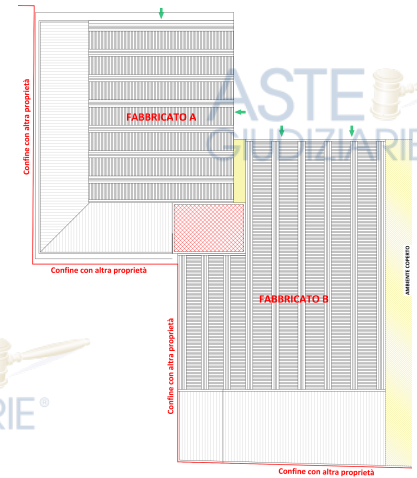 ASTE
GIUDIZIARIE
FABBRICATO A
Confine con altra proprietà
Confine con altra proprietà
AMBIENTE COPERTO
FABBRICATO B
Confine con altra proprietà
RIE®
Confine con altra proprietà